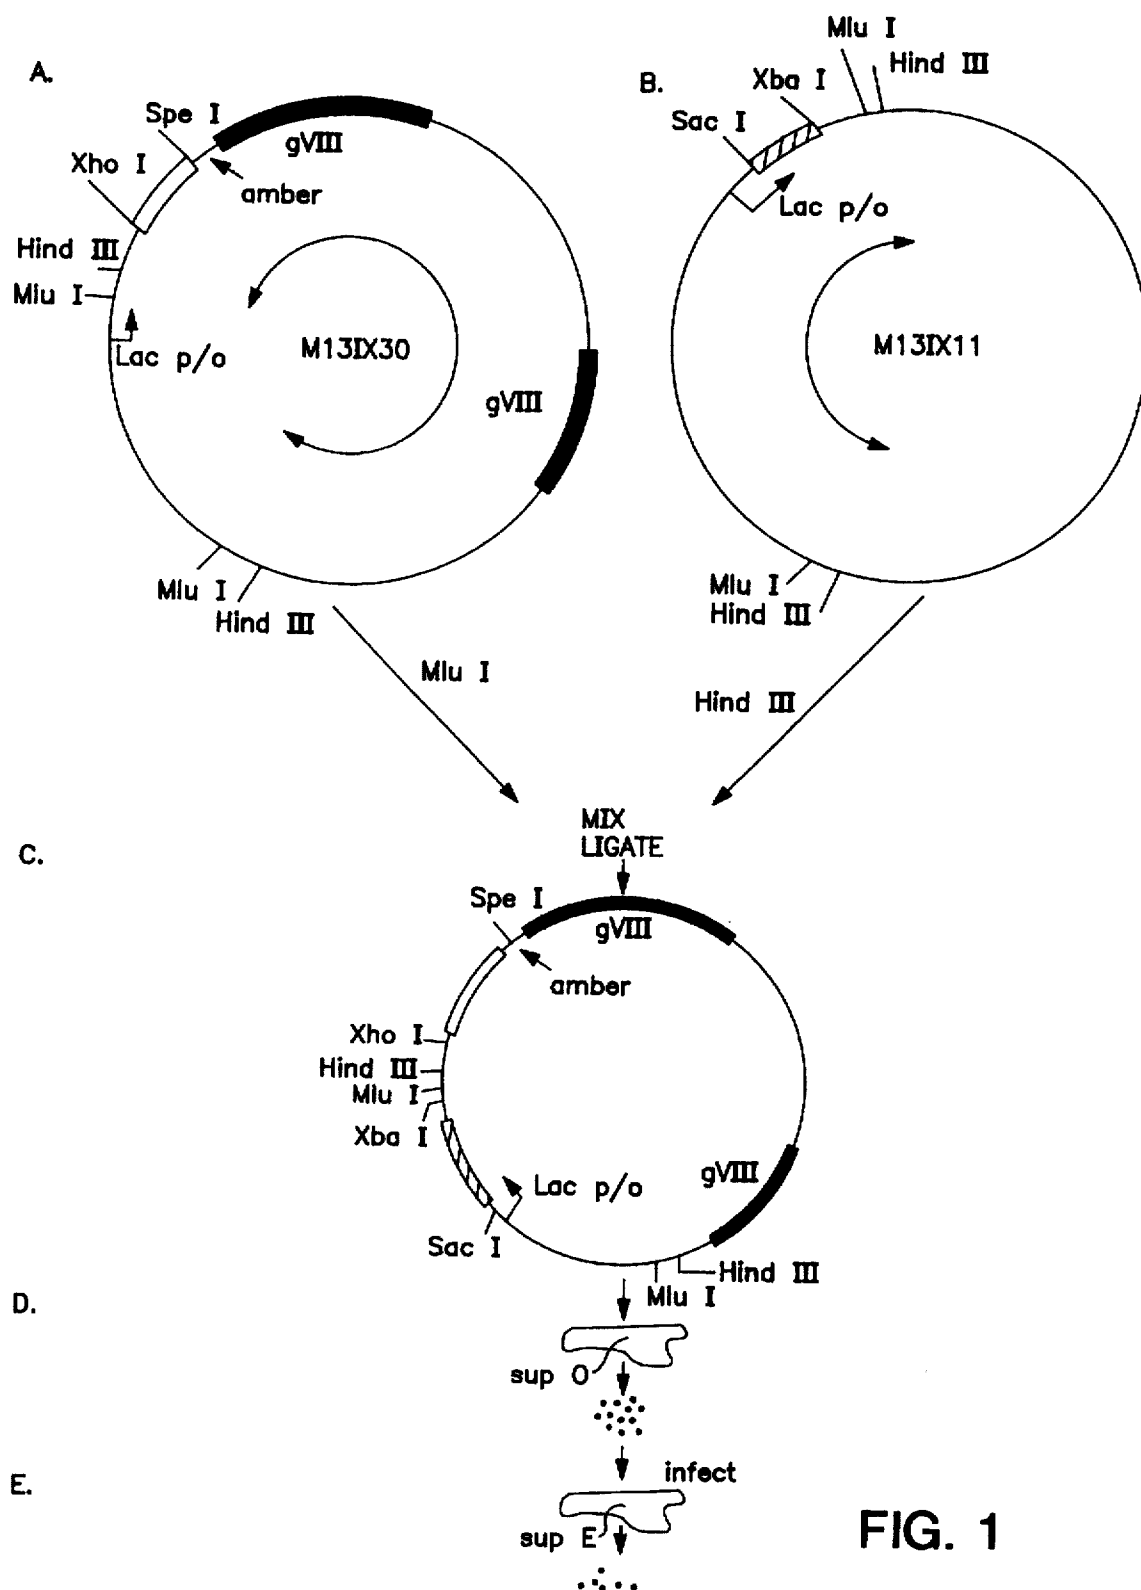 A.
Spe I
gVIII
Xho I
amber
Hind III
Mlu I
Lac p/o
M13IX30
gVIII
Mlu I
Hind III
B.
Mlu I
Hind III
Xba I
Sac I
Lac p/o
M13IX11
Mlu I
Hind III
Mlu I
Hind III
MIX
LIGATE
C.
Spe I
gVIII
amber
Xho I
Hind III
Mlu I
Xba I
Lac p/o
gVIII
Sac I
Hind III
Mlu I
D.
sup O
infect
E.
sup E
FIG. 1